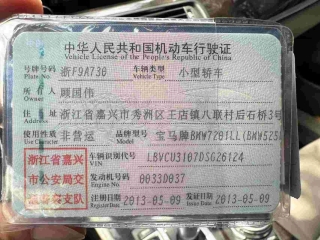 中华人民共和国机动车行驶证
Vehicle License of the People's Republic of China
号牌号码 浙F9A730 车辆类型 小型轿车
Plate No. Vehicle Type
所有人 顾国伟
Owner
住址 浙江省嘉兴市秀洲区王店镇八联村后石桥3号
Address
使用性质 非营运 品牌型号 宝马牌BMW7201LL(BMW525
Use Character Model
浙江省嘉兴市公安局交 车辆识别代号 LBVCU3107DSG26124
VIN
发动机号码 0033D037
Engine No.
注册日期 2013-05-09 发证日期 2013-05-09
Register Date Issue Date